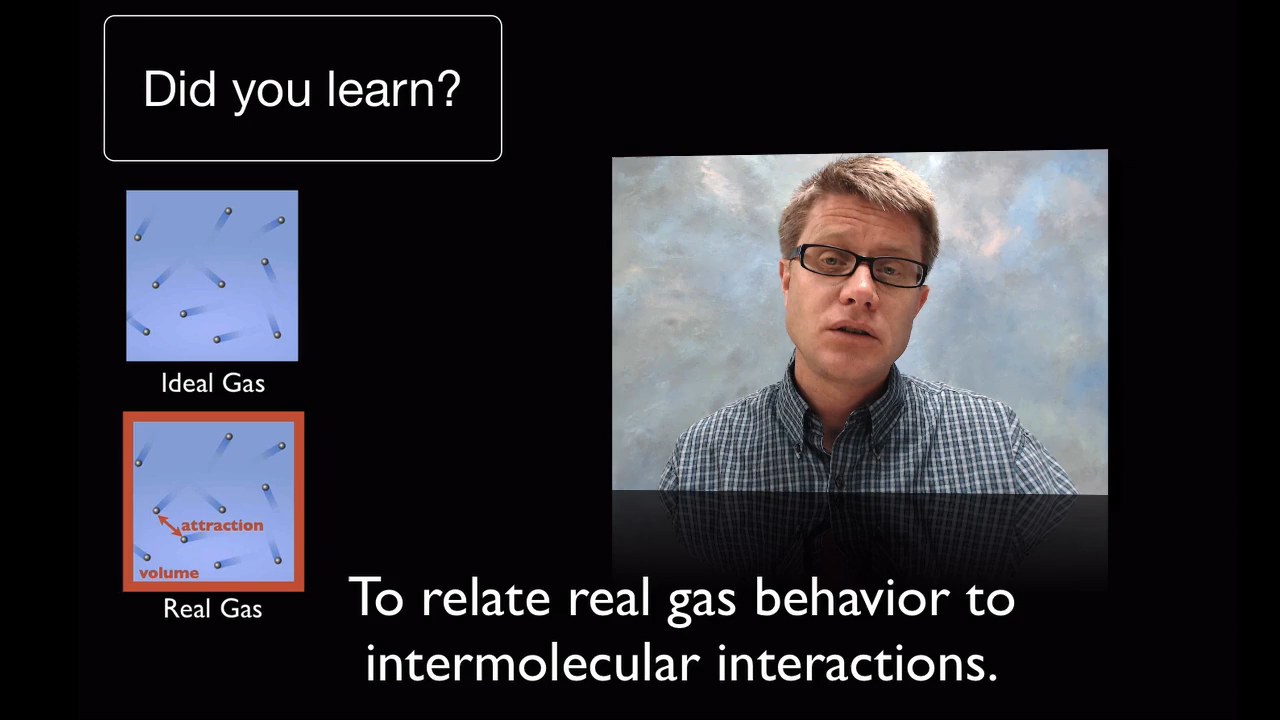 Did you learn?
Ideal Gas
attraction
volume
Real Gas
To relate real gas behavior to
intermolecular interactions.